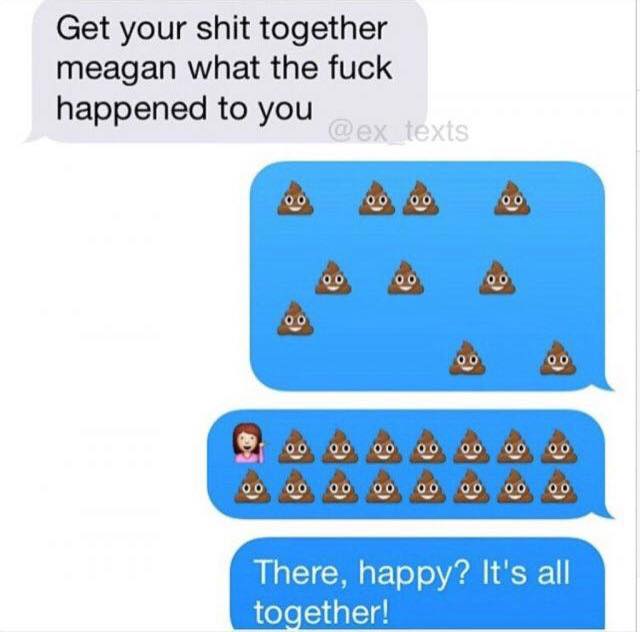 Get your shit together
meagan what the fuck
happened to you
@ex_texts
💩 💩💩 💩
💩 💩 💩
💩
💩 💩
💁💩💩💩💩💩💩💩
💩💩💩💩💩💩💩💩
There, happy? It's all
together!